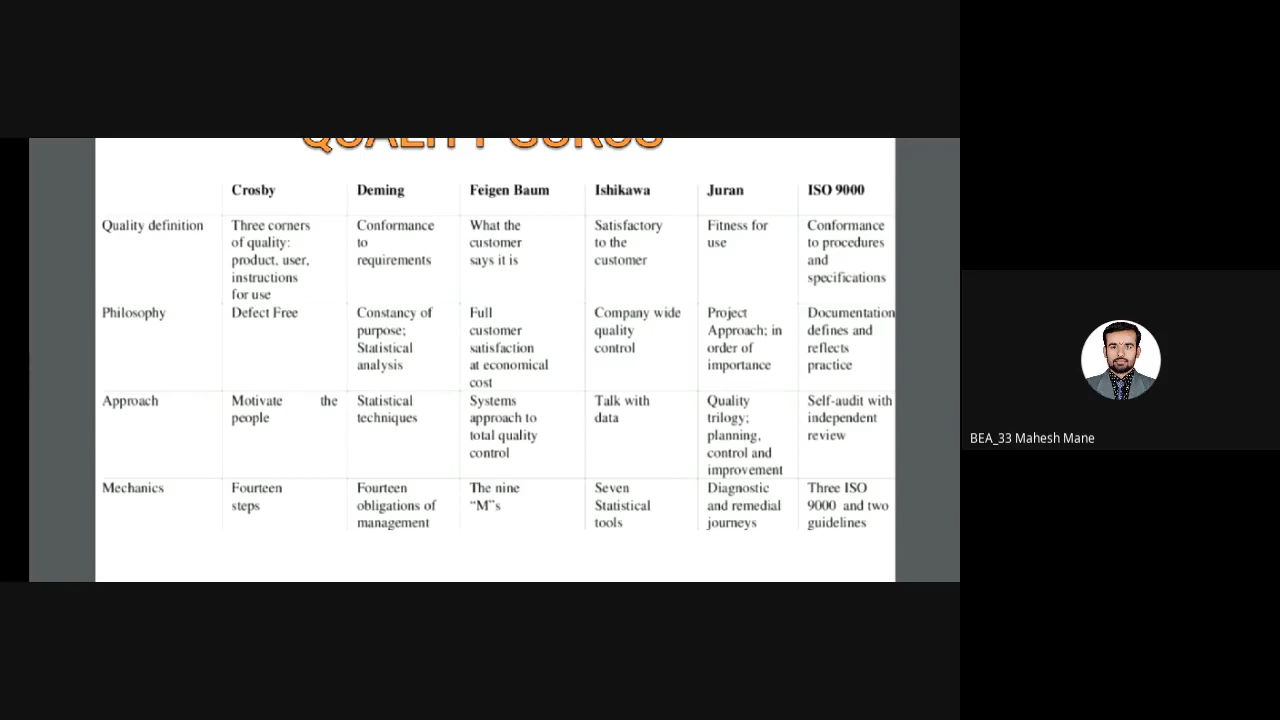 QUALITY GURUS
Crosby Deming Feigen Baum Ishikawa Juran ISO 9000
Quality definition Three corners Conformance What the Satisfactory Fitness for Conformance
of quality: to customer to the use to procedures
product, user, requirements says it is customer and
instructions specifications
for use
Philosophy Defect Free Constancy of Full Company wide Project Documentation
purpose; customer quality Approach; in defines and
Statistical satisfaction control order of reflects
analysis at economical importance practice
cost
Approach Motivate the Statistical Systems Talk with Quality Self-audit with
people techniques approach to data trilogy; independent
total quality planning, review
control control and
improvement
Mechanics Fourteen Fourteen The nine Seven Diagnostic Three ISO
steps obligations of “M”s Statistical and remedial 9000 and two
management tools journeys guidelines
BEA_33 Mahesh Mane